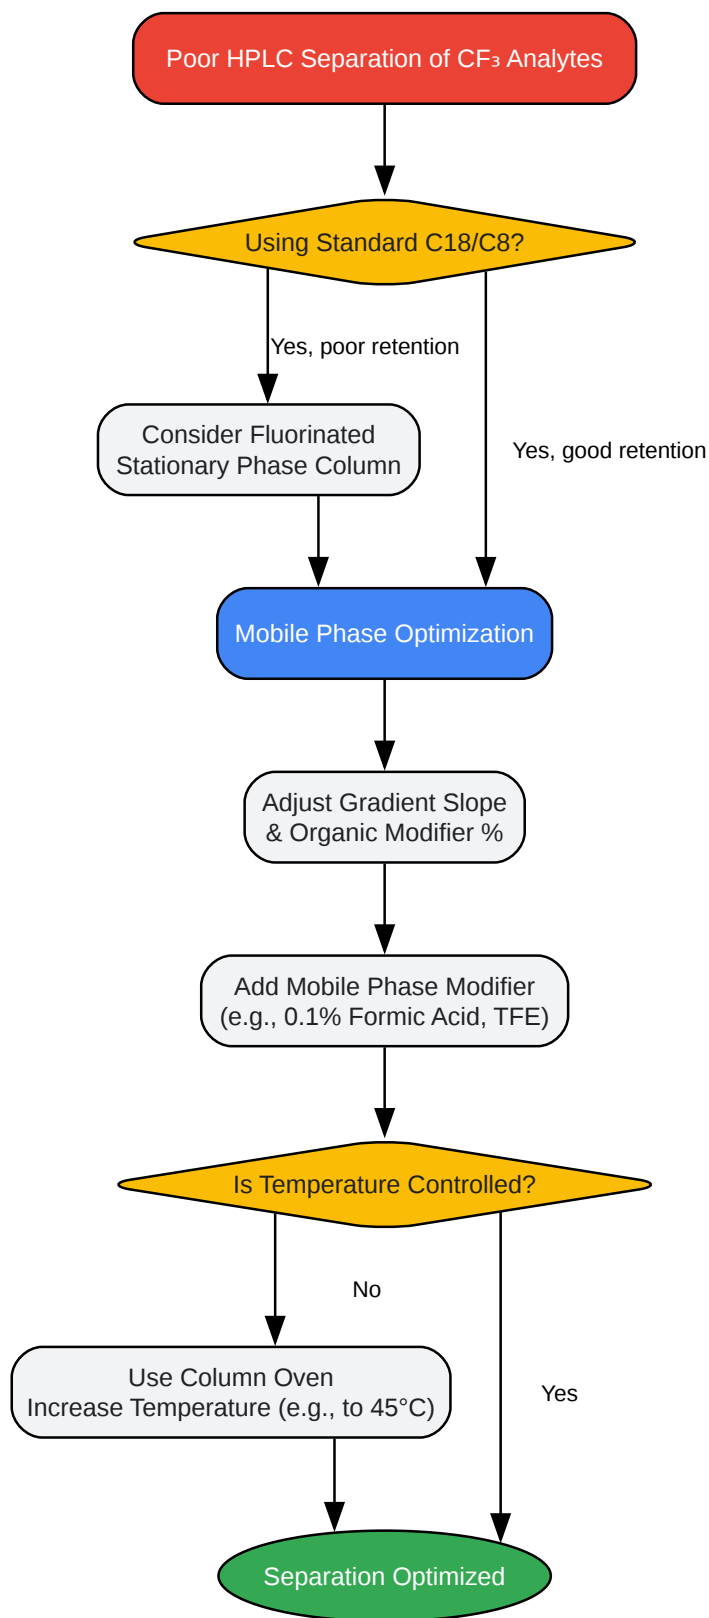 Poor HPLC Separation of CF₃ Analytes
Using Standard C18/C8?
Yes, poor retention
Consider Fluorinated
Stationary Phase Column
Yes, good retention
Mobile Phase Optimization
Adjust Gradient Slope
& Organic Modifier %
Add Mobile Phase Modifier
(e.g., 0.1% Formic Acid, TFE)
Is Temperature Controlled?
No
Use Column Oven
Increase Temperature (e.g., to 45°C)
Yes
Separation Optimized